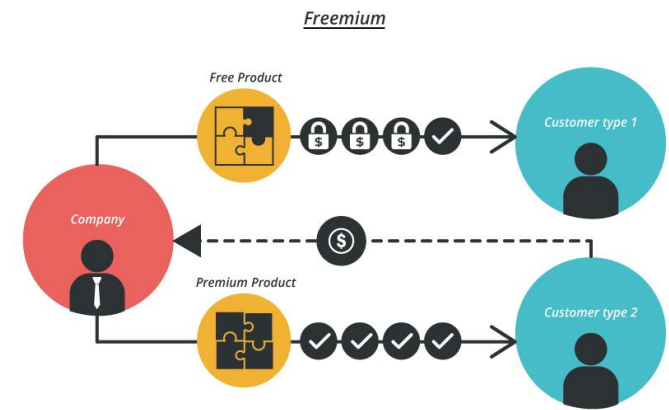 Freemium
Free Product
$ $ $
Customer type 1
Company
$
Premium Product
Customer type 2